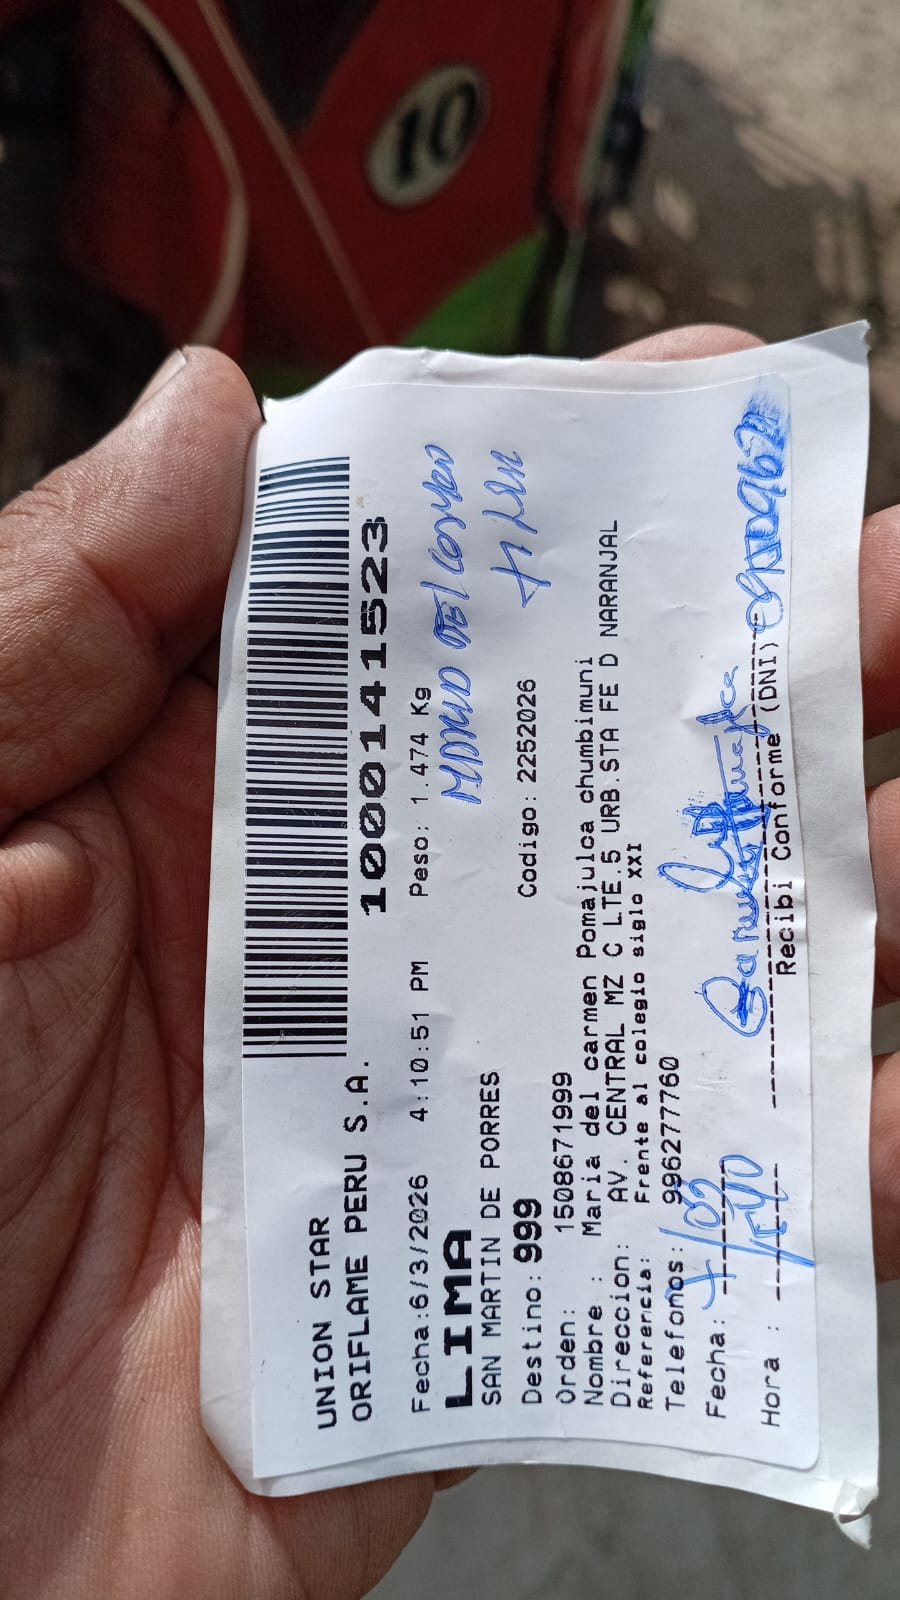 10
UNION STAR
ORIFLAME PERU S.A.
1000141523
Fecha:6/3/2026 4:10:51 PM Peso: 1.474 Kg
LIMA
SAN MARTIN DE PORRES
Destino: 999 Codigo: 2252026
Orden: 1508671999
Nombre : Maria del carmen Pomajulca chumbimuni
Direccion: AV. CENTRAL MZ C LTE.5 URB.STA FE D NARANJAL
Referencia: Frente al colegio siglo XXI
Telefonos: 996277760
Fecha: 7/03
Hora :
Recibi Conforme (DNI)